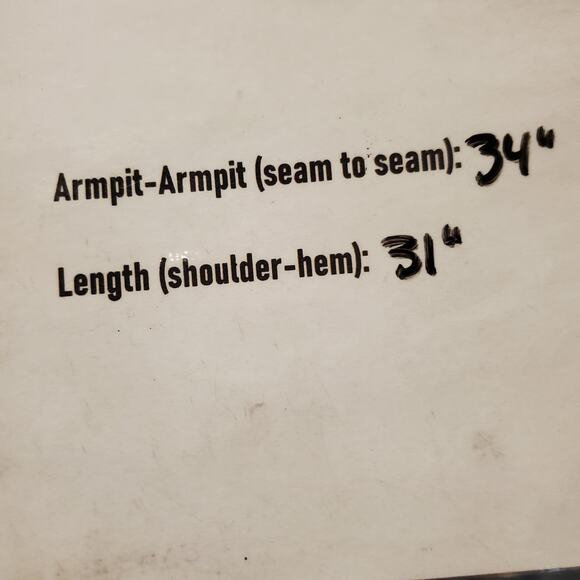 Armpit-Armpit (seam to seam): 34"
Length (shoulder-hem): 31"